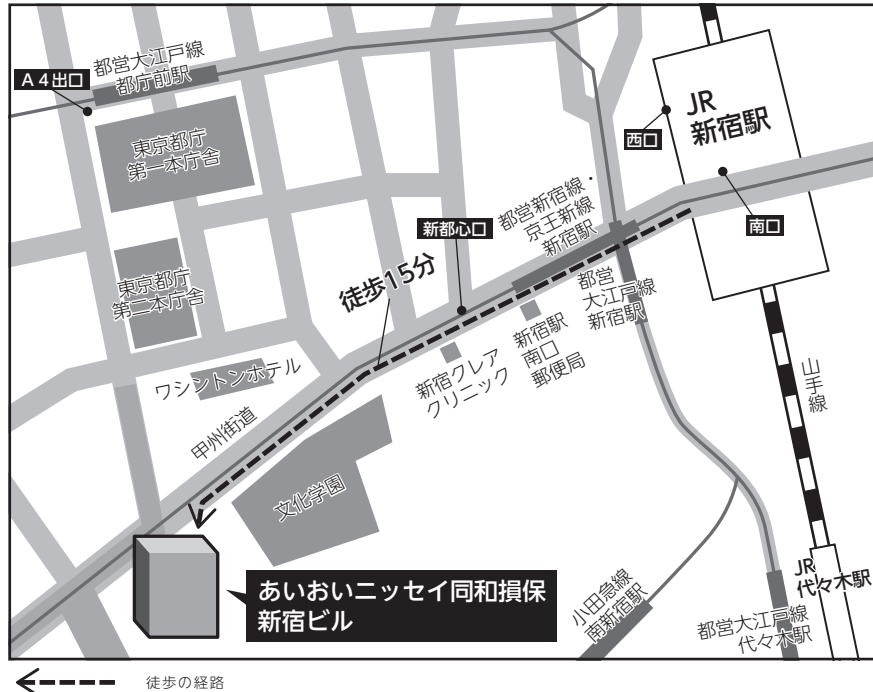 都営大江戸線
都庁前駅
A4出口
東京都庁
第一本庁舎
JR
新宿駅
西口
南口
都営新宿線・
京王新線
新宿駅
新都心口
東京都庁
第二本庁舎
徒歩15分
都営
大江戸線
新宿駅
新宿駅
南口
郵便局
新宿クレア
クリニック
ワシントンホテル
甲州街道
山手線
文化学園
あいおいニッセイ同和損保
新宿ビル
小田急線
南新宿駅
都営大江戸線
代々木駅
JR
代々木駅
徒歩の経路